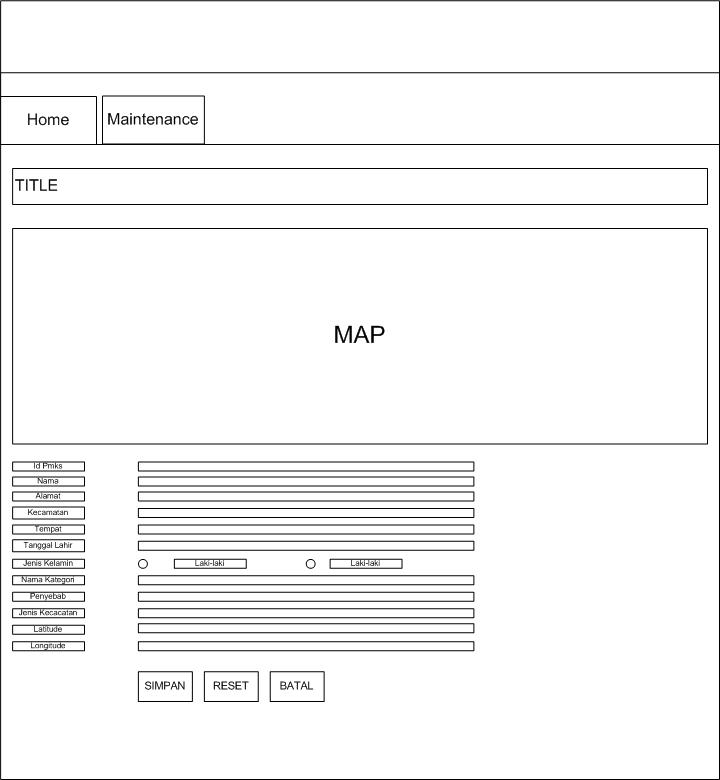 Home
Maintenance
TITLE
MAP
Id Pmks
Nama
Alamat
Kecamatan
Tempat
Tanggal Lahir
Jenis Kelamin
Laki-laki
Laki-laki
Nama Kategori
Penyebab
Jenis Kecacatan
Latitude
Longitude
SIMPAN
RESET
BATAL